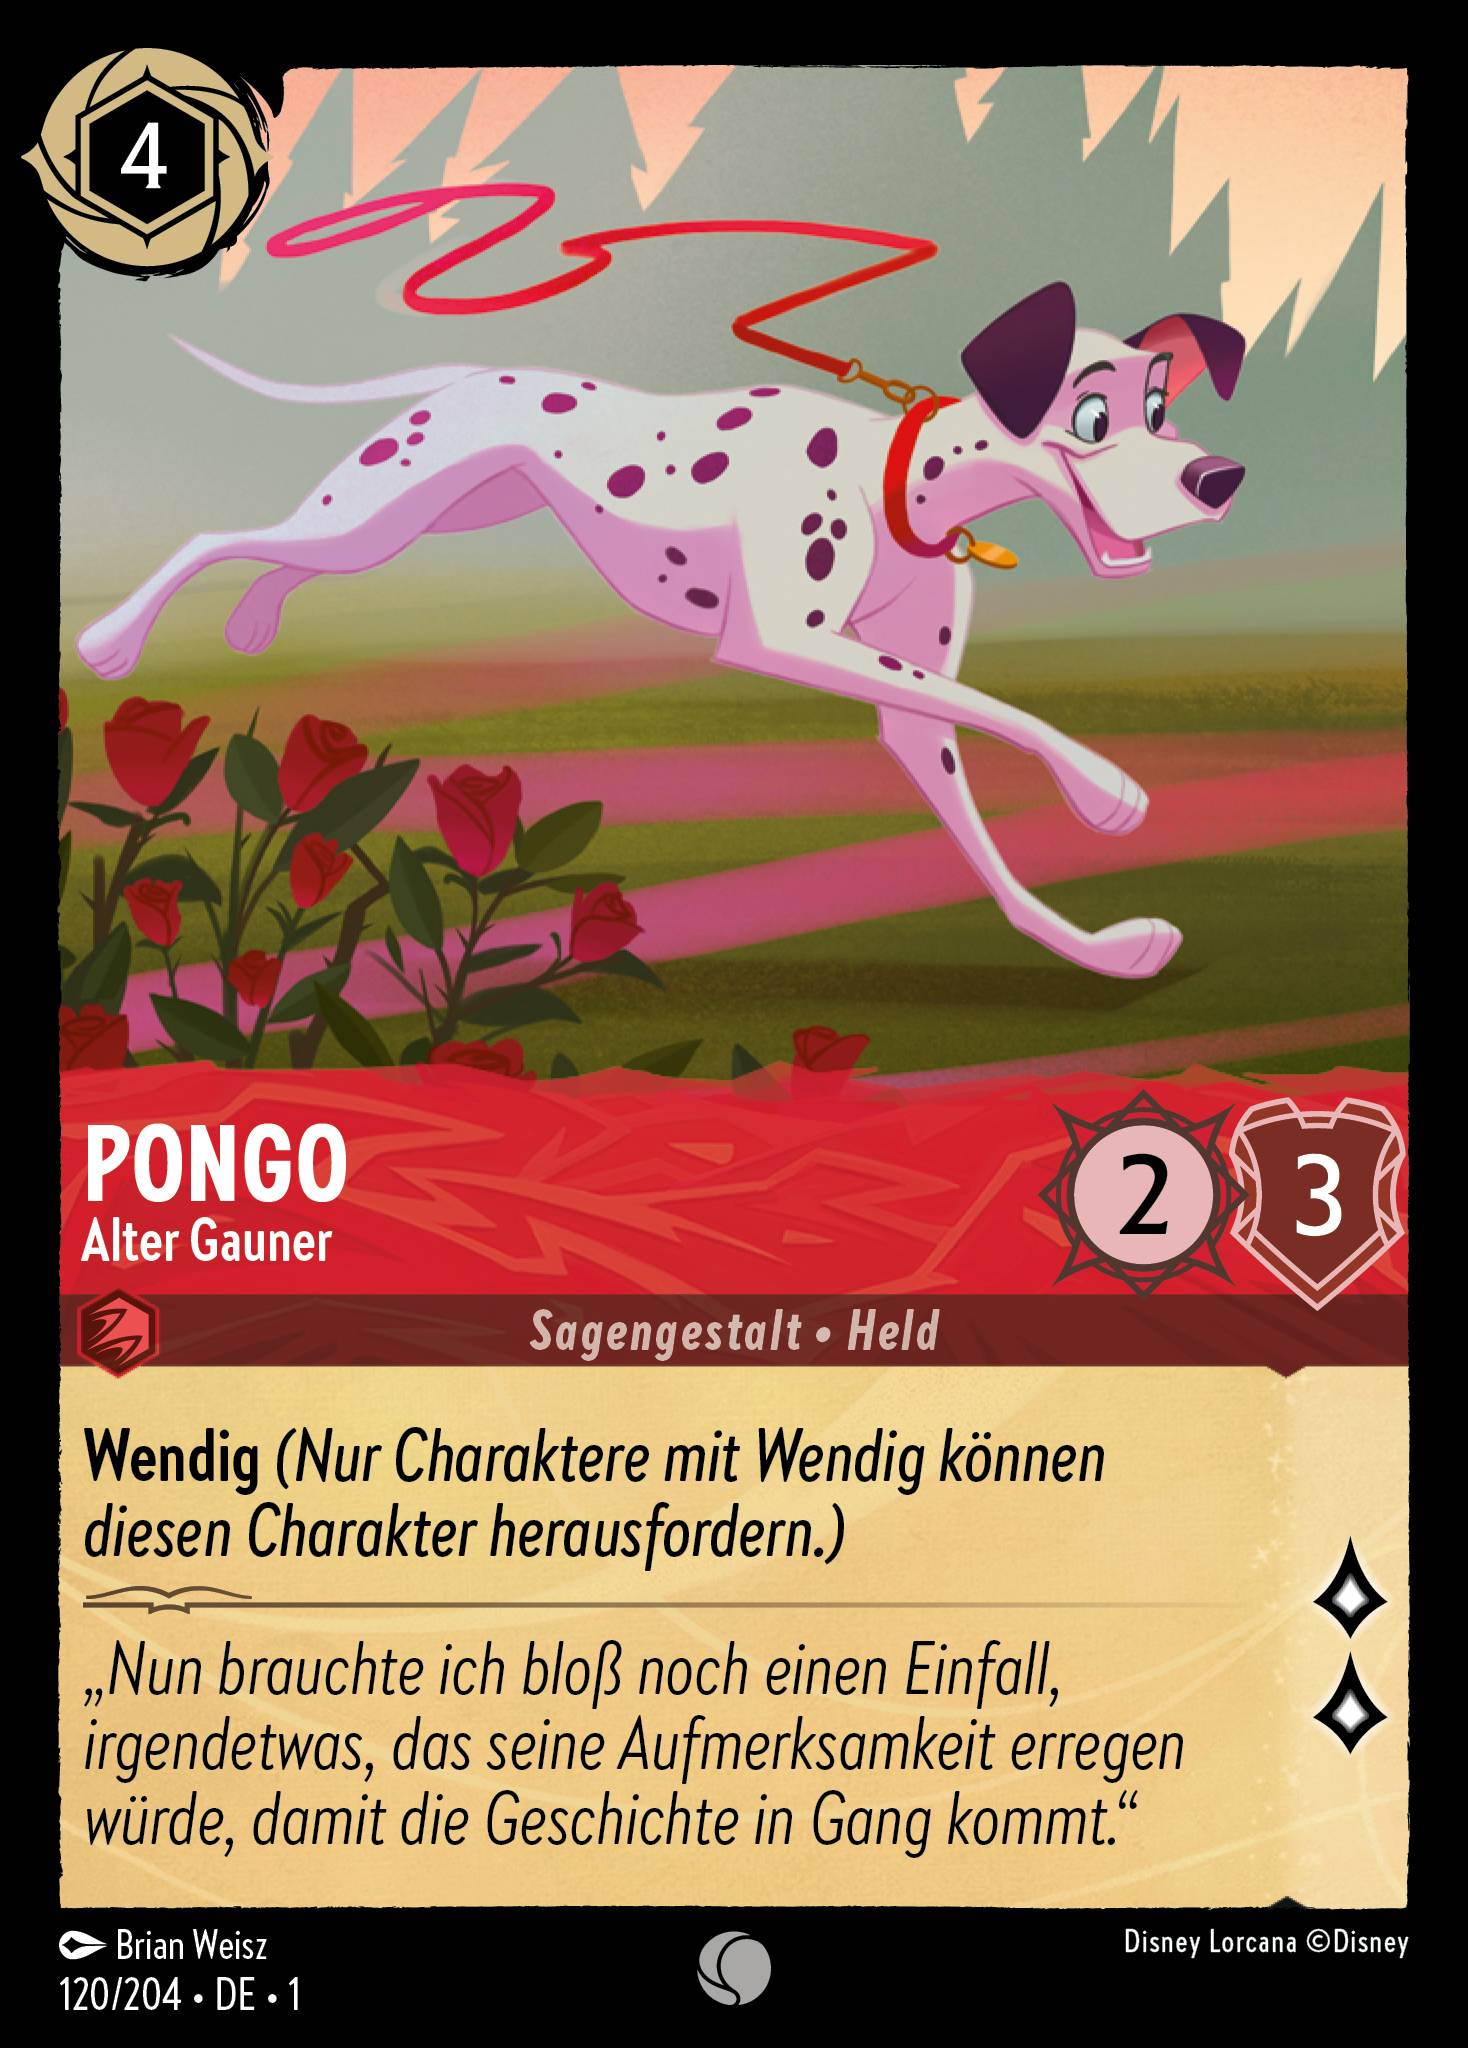 4
PONGO
Alter Gauner
2
3
Sagengestalt • Held
Wendig (Nur Charaktere mit Wendig können
diesen Charakter herausfordern.)
„Nun brauchte ich bloß noch einen Einfall,
irgendetwas, das seine Aufmerksamkeit erregen
würde, damit die Geschichte in Gang kommt.“
Brian Weisz
120/204 • DE • 1
Disney Lorcana ©Disney